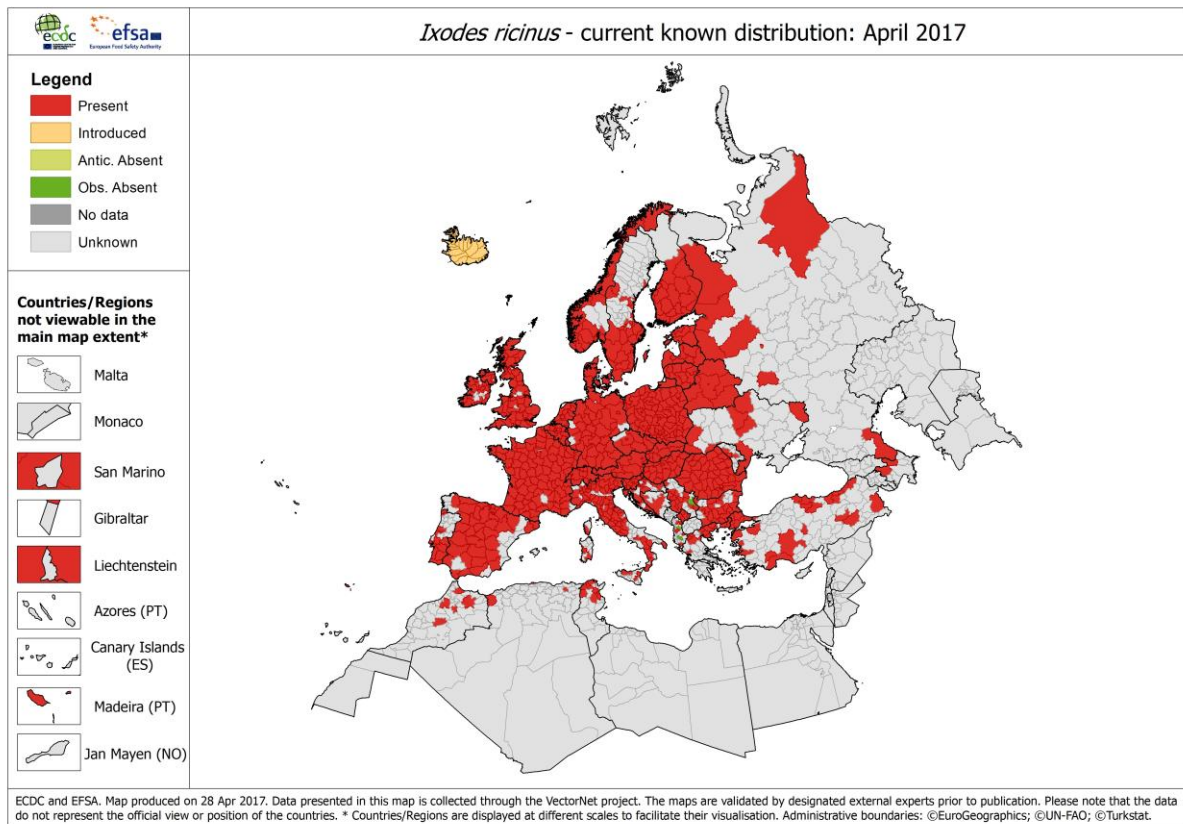 ecdc
efsa
European Food Safety Authority
Ixodes ricinus - current known distribution: April 2017
Legend
Present
Introduced
Antic. Absent
Obs. Absent
No data
Unknown
Countries/Regions
not viewable in the
main map extent*
Malta
Monaco
San Marino
Gibraltar
Liechtenstein
Azores (PT)
Canary Islands
(ES)
Madeira (PT)
Jan Mayen (NO)
ECDC and EFSA. Map produced on 28 Apr 2017. Data presented in this map is collected through the VectorNet project. The maps are validated by designated external experts prior to publication. Please note that the data
do not represent the official view or position of the countries. * Countries/Regions are displayed at different scales to facilitate their visualisation. Administrative boundaries: ©EuroGeographics; ©UN-FAO; ©Turkstat.